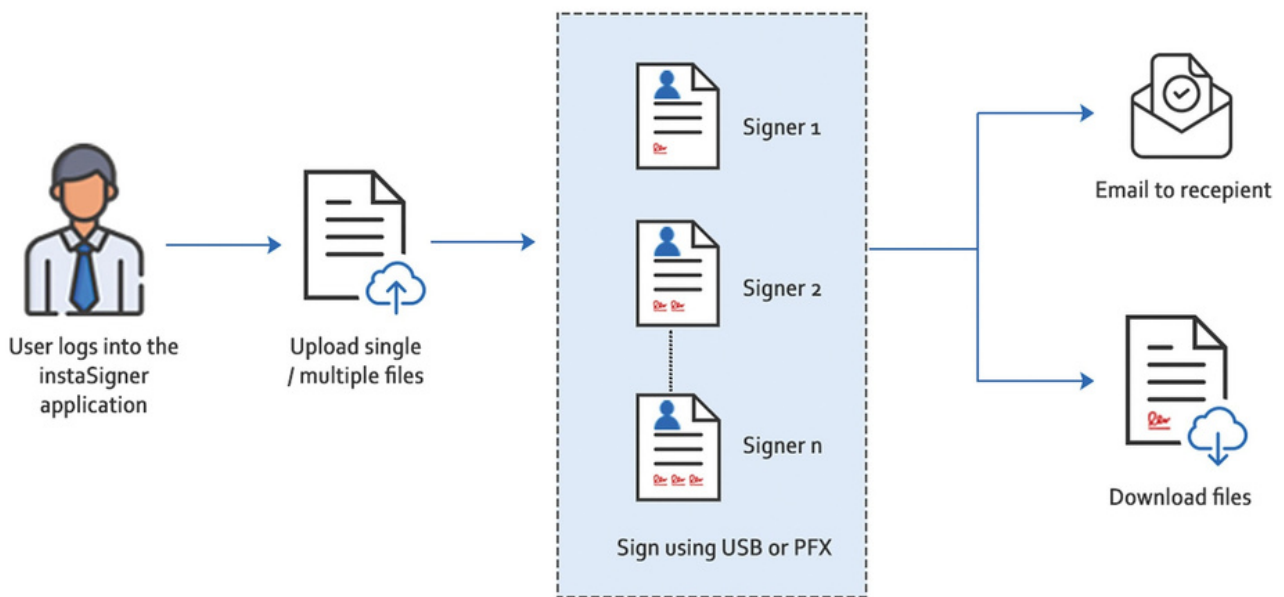 User logs into the
instaSigner
application
Upload single
/ multiple files
Signer 1
Signer 2
Signer n
Sign using USB or PFX
Email to recepient
Download files